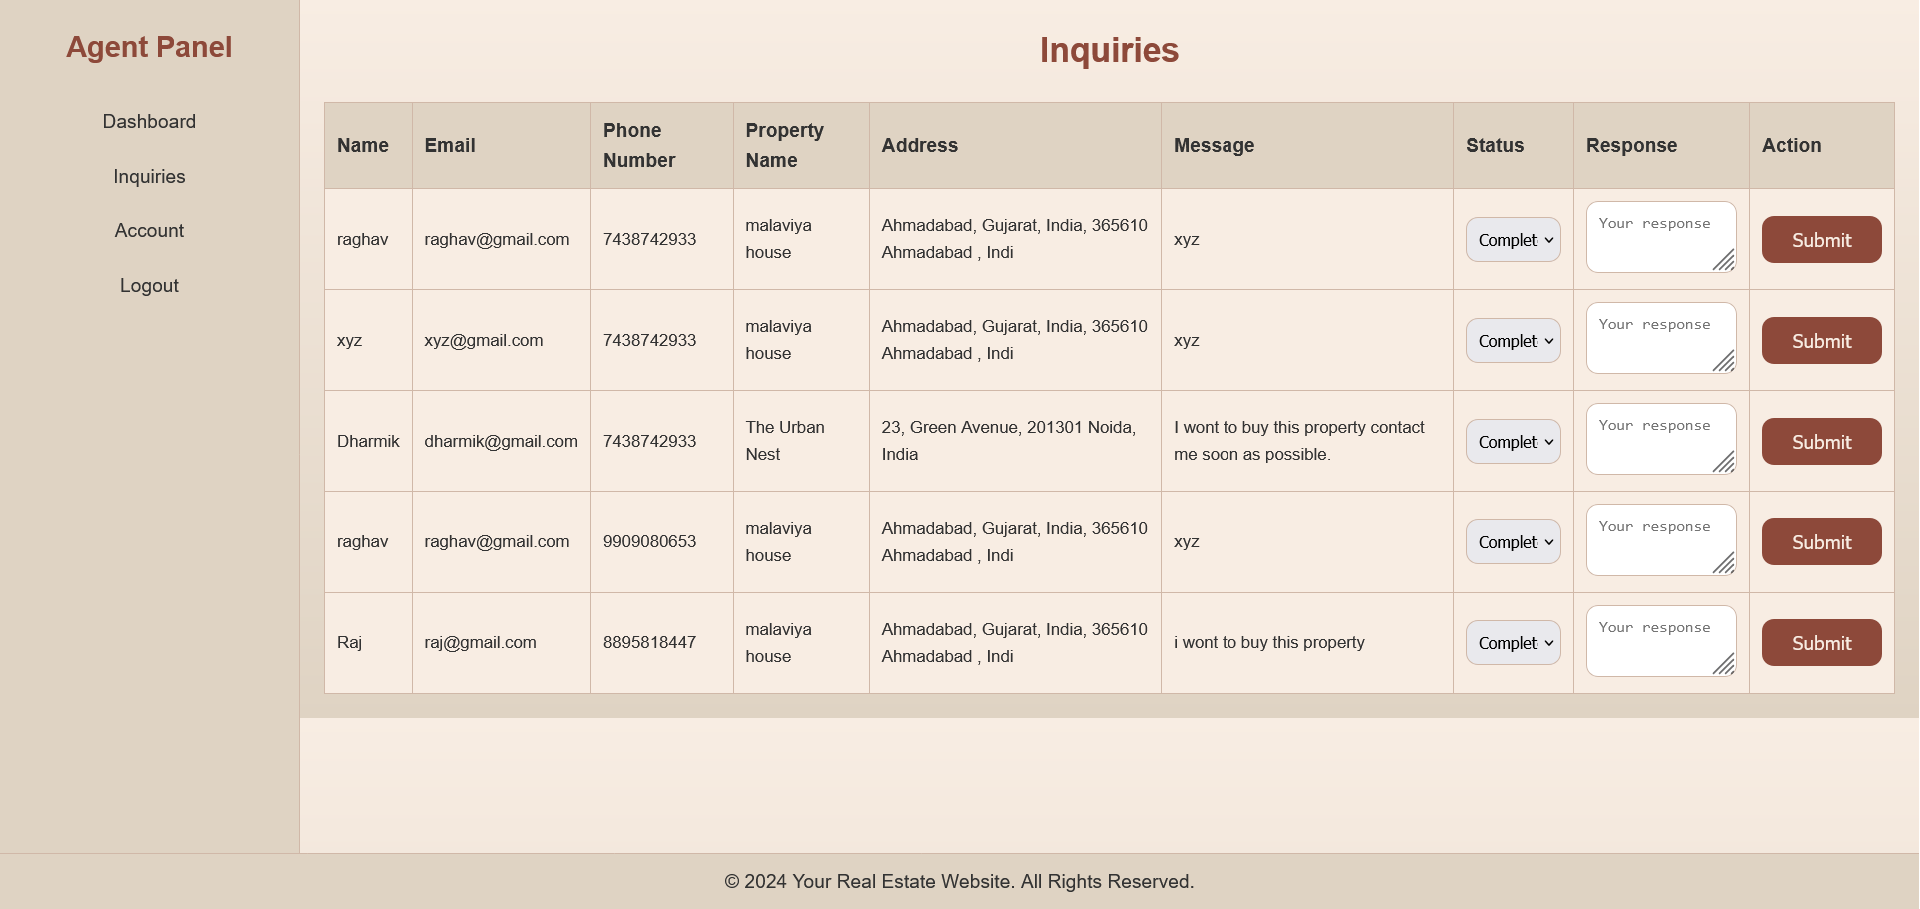 Agent Panel
Dashboard
Inquiries
Account
Logout
Inquiries
Name Email Phone Number Property Name Address Message Status Response Action
raghav raghav@gmail.com 7438742933 malaviya house Ahmadabad, Gujarat, India, 365610 Ahmadabad , Indi xyz Complet Your response Submit
xyz xyz@gmail.com 7438742933 malaviya house Ahmadabad, Gujarat, India, 365610 Ahmadabad , Indi xyz Complet Your response Submit
Dharmik dharmik@gmail.com 7438742933 The Urban Nest 23, Green Avenue, 201301 Noida, India I wont to buy this property contact me soon as possible. Complet Your response Submit
raghav raghav@gmail.com 9909080653 malaviya house Ahmadabad, Gujarat, India, 365610 Ahmadabad , Indi xyz Complet Your response Submit
Raj raj@gmail.com 8895818447 malaviya house Ahmadabad, Gujarat, India, 365610 Ahmadabad , Indi i wont to buy this property Complet Your response Submit
© 2024 Your Real Estate Website. All Rights Reserved.